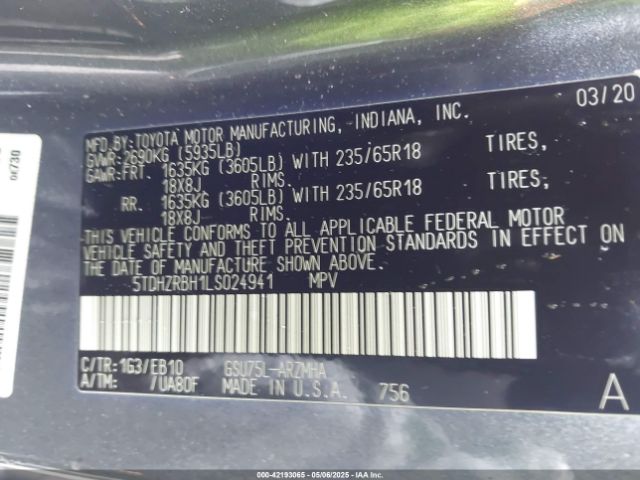 03/20
MFD.BY:TOYOTA MOTOR MANUFACTURING, INDIANA, INC.
GVWR:2690KG (5935LB)
GAWR:FRT. 1635KG (3605LB) WITH 235/65R18 TIRES,
18X8J RIMS.
RR. 1635KG (3605LB) WITH 235/65R18 TIRES,
18X8J RIMS.
THIS VEHICLE CONFORMS TO ALL APPLICABLE FEDERAL MOTOR
VEHICLE SAFETY AND THEFT PREVENTION STANDARDS IN EFFECT ON
THE DATE OF MANUFACTURE SHOWN ABOVE.
5TDHZRBH1LS024941 MPV
C/TR:1G3/EB10 GSU75L-ARZMHA
A/TM: /UA80F MADE IN U.S.A. 756 A
000-42193065 - 05/06/2025 - IAAI.COM